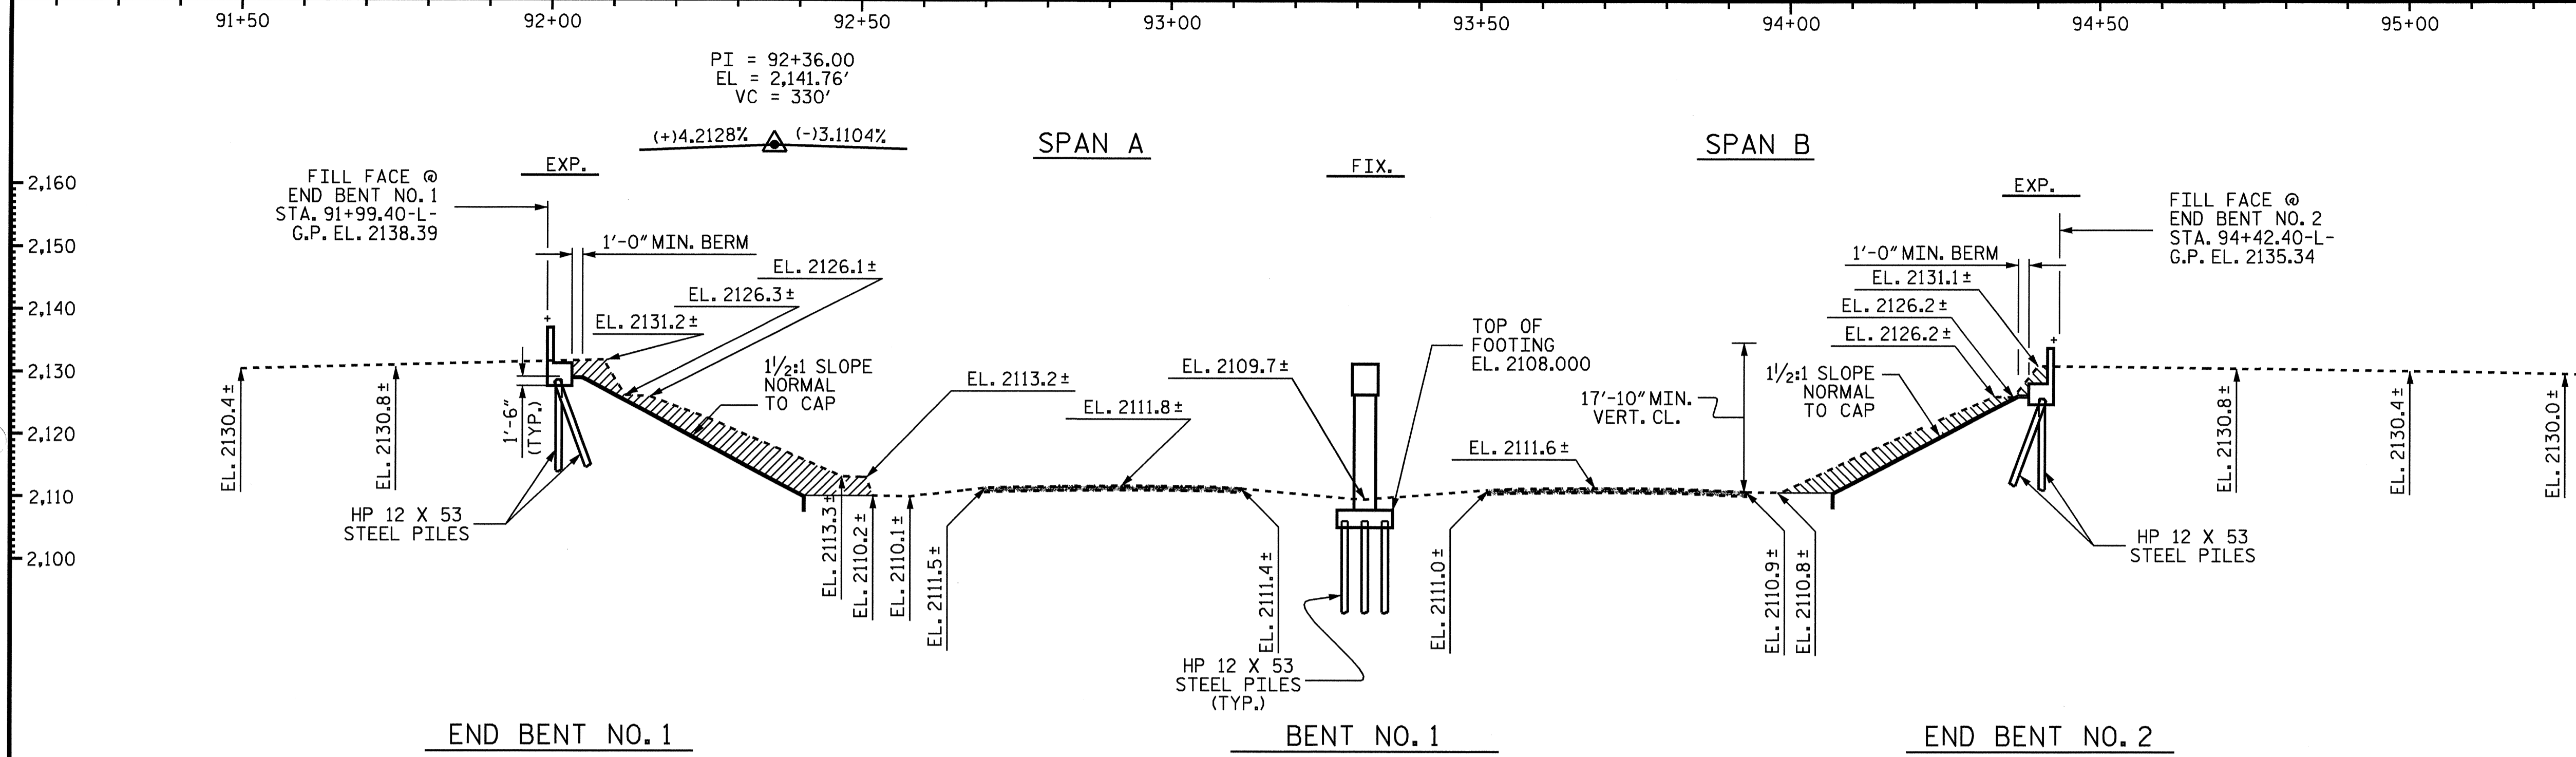 91+50 92+00 92+50 93+00 93+50 94+00 94+50 95+00
PI = 92+36.00
EL = 2,141.76'
VC = 330'
(+)4.2128% (-)3.1104%
SPAN A
SPAN B
EXP.
FIX.
EXP.
2,160
2,150
2,140
2,130
2,120
2,110
2,100
FILL FACE @
END BENT NO. 1
STA. 91+99.40-L-
G.P. EL. 2138.39
1'-0" MIN. BERM
EL. 2126.1±
EL. 2126.3±
EL. 2131.2±
1½:1 SLOPE
NORMAL
TO CAP
EL. 2130.4±
EL. 2130.8±
1'-6"
(TYP.)
HP 12 X 53
STEEL PILES
EL. 2113.2±
EL. 2111.8±
EL. 2113.3±
EL. 2110.2±
EL. 2110.1±
EL. 2111.5±
EL. 2111.4±
EL. 2109.7±
TOP OF
FOOTING
EL. 2108.000
HP 12 X 53
STEEL PILES
(TYP.)
EL. 2111.0±
EL. 2111.6±
17'-10" MIN.
VERT. CL.
EL. 2110.9±
EL. 2110.8±
1'-0" MIN. BERM
EL. 2131.1±
EL. 2126.2±
EL. 2126.2±
1½:1 SLOPE
NORMAL
TO CAP
FILL FACE @
END BENT NO. 2
STA. 94+42.40-L-
G.P. EL. 2135.34
HP 12 X 53
STEEL PILES
EL. 2130.8±
EL. 2130.4±
EL. 2130.0±
END BENT NO. 1
BENT NO. 1
END BENT NO. 2